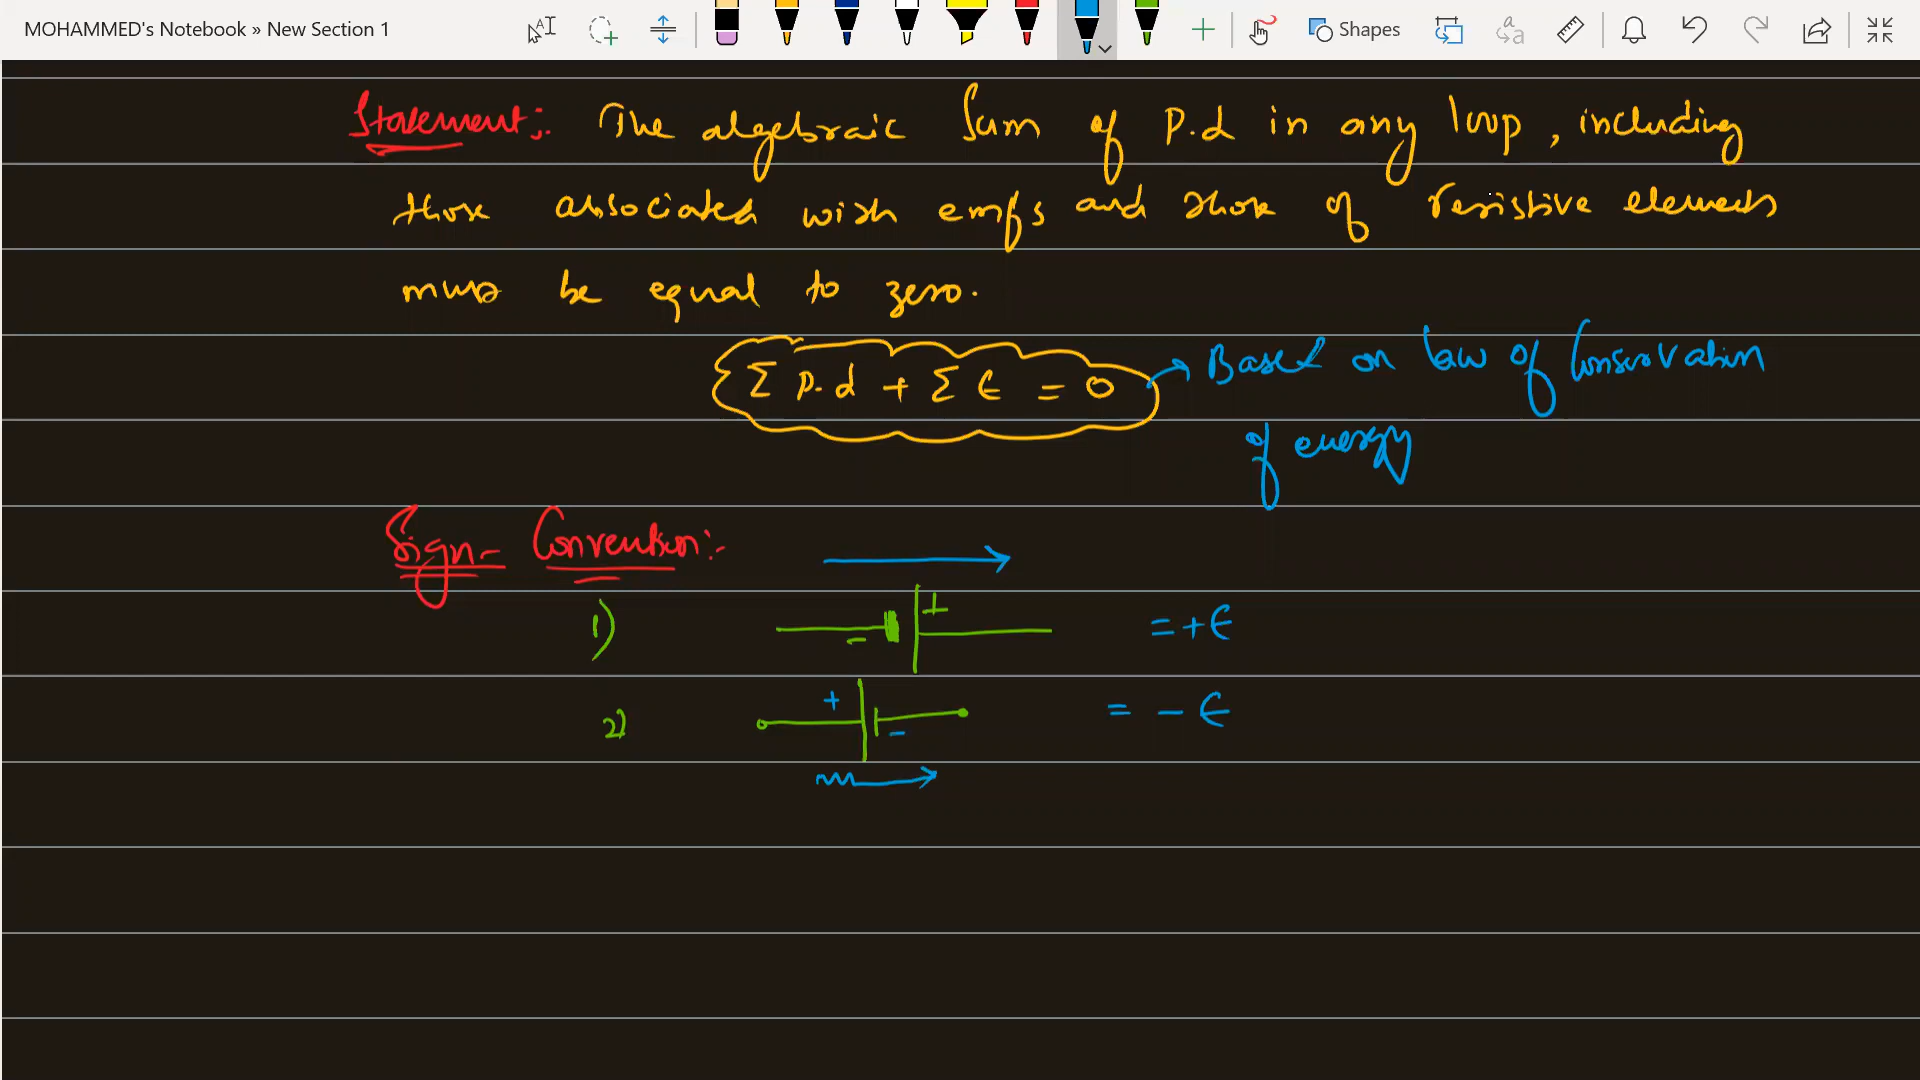 MOHAMMED's Notebook » New Section 1
Shapes
Statement:- The algebraic Sum of P.d in any loop, including
those associated with emfs and those of resistive elements
must be equal to zero.
Σ P.d + Σ ε = 0 → Based on law of Conservation
of energy
Sign- Convention:-
1) - + = +ε
2) + - = - ε